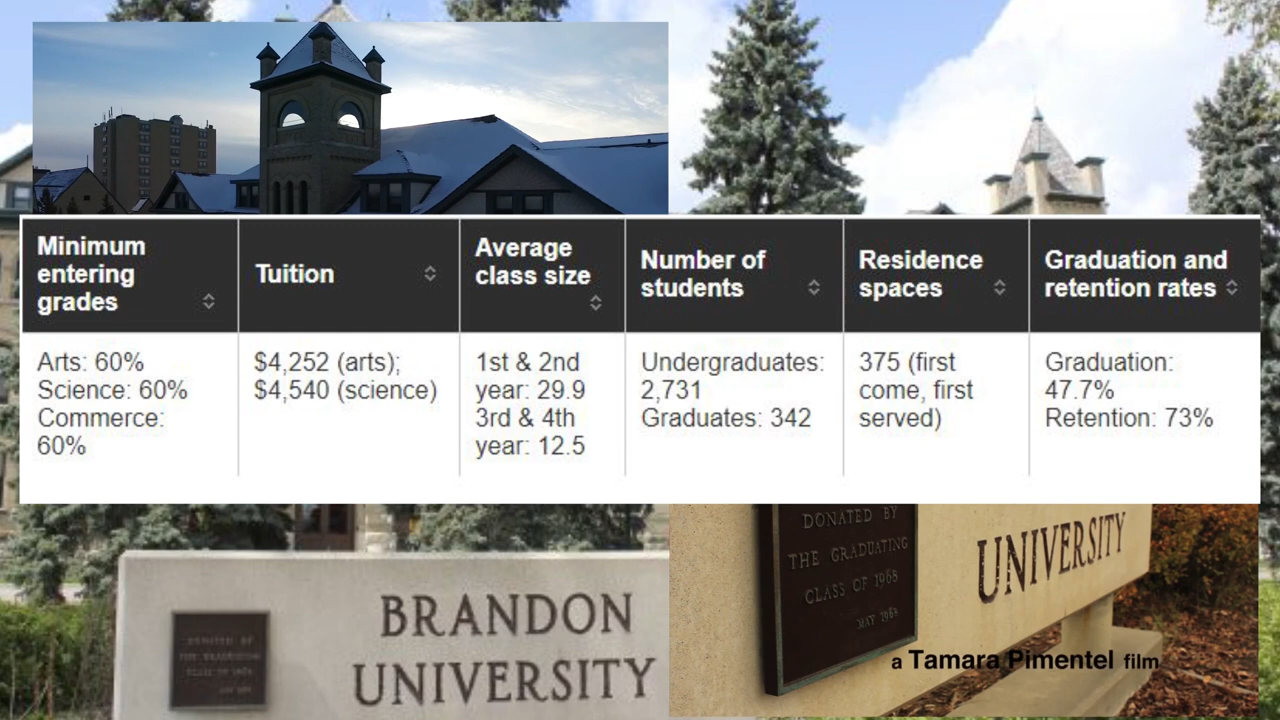 Minimum
entering
grades
Tuition
Average
class size
Number of
students
Residence
spaces
Graduation and
retention rates
Arts: 60%
Science: 60%
Commerce:
60%
$4,252 (arts);
$4,540 (science)
1st & 2nd
year: 29.9
3rd & 4th
year: 12.5
Undergraduates:
2,731
Graduates: 342
375 (first
come, first
served)
Graduation:
47.7%
Retention: 73%
DONATED BY
THE GRADUATING
CLASS OF 1968
MAY 1968
BRANDON
UNIVERSITY
UNIVERSITY
a Tamara Pimentel film